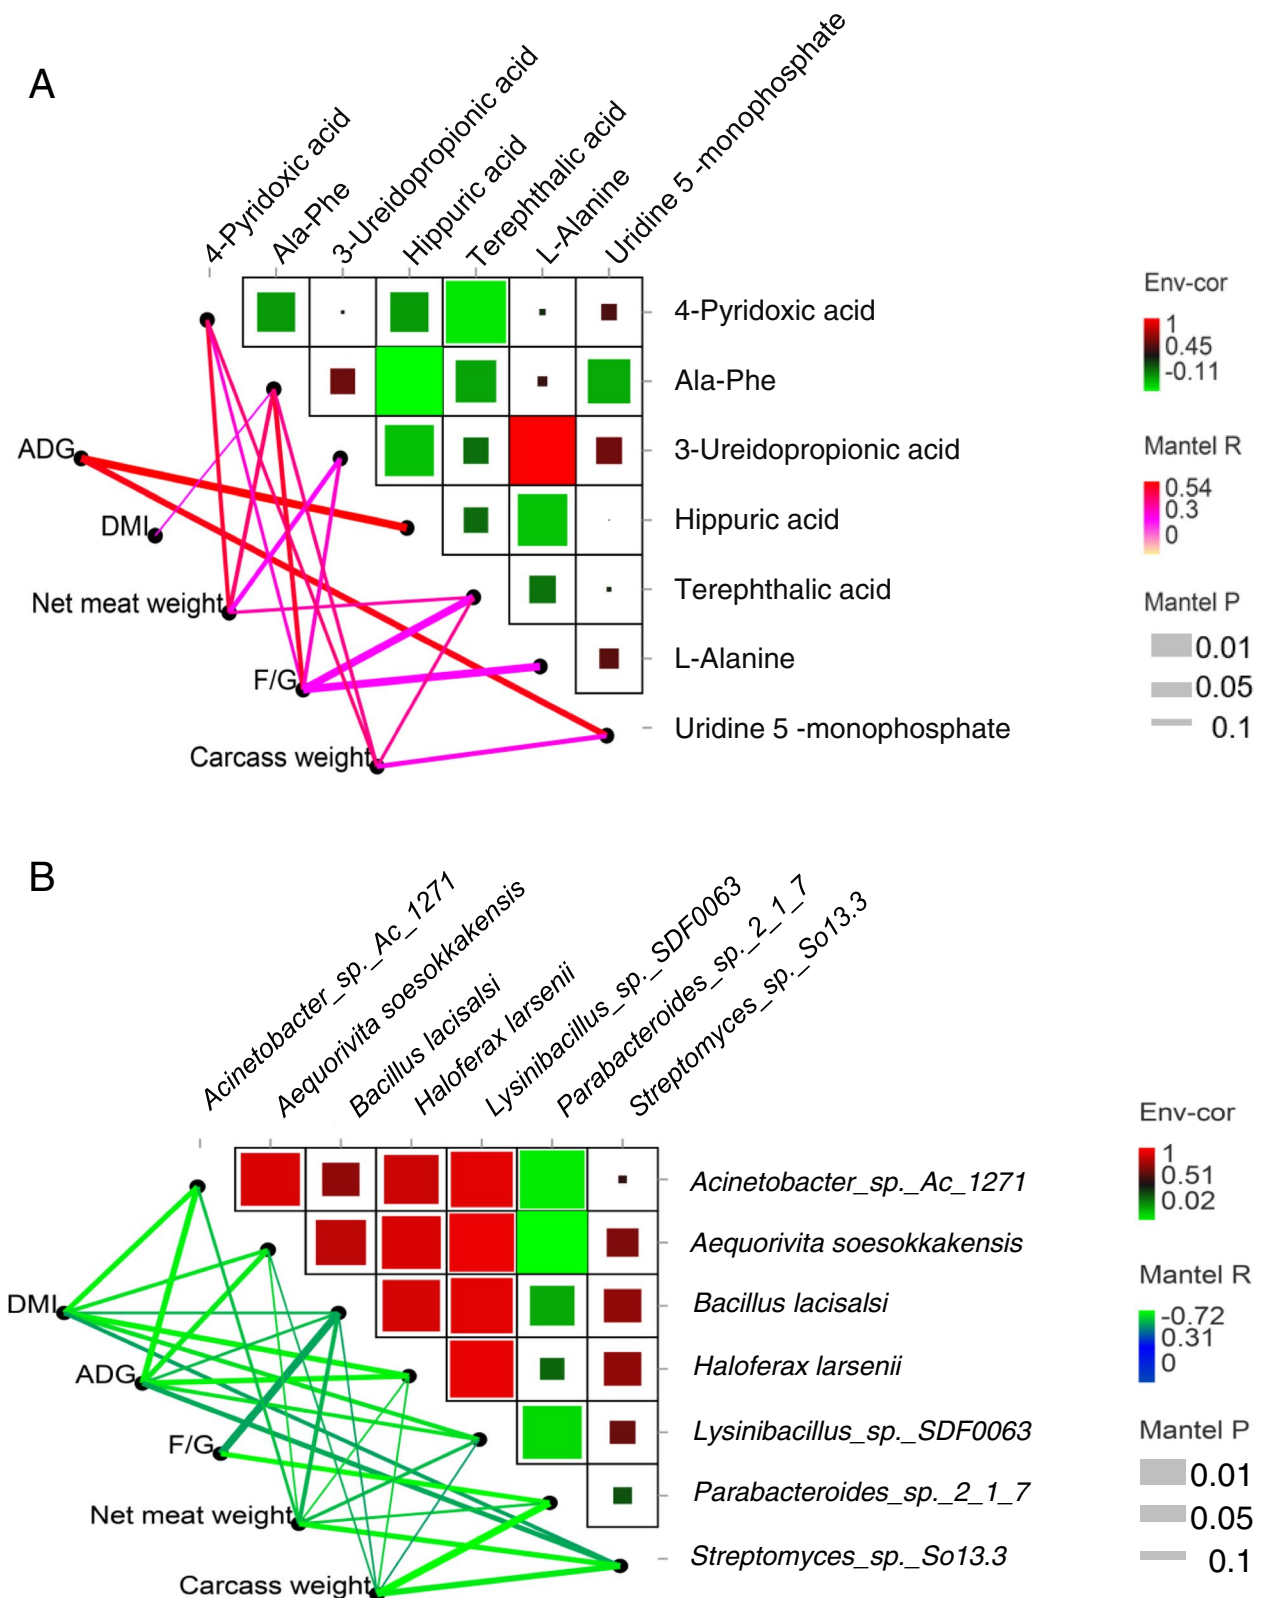 A
4-Pyridoxic acid
Ala-Phe
3-Ureidopropionic acid
Hippuric acid
Terephthalic acid
L-Alanine
Uridine 5 -monophosphate
4-Pyridoxic acid
Ala-Phe
3-Ureidopropionic acid
Hippuric acid
Terephthalic acid
L-Alanine
Uridine 5 -monophosphate
ADG
DMI
Net meat weight
F/G
Carcass weight
Env-cor
1
0.45
-0.11
Mantel R
0.54
0.3
0
Mantel P
0.01
0.05
0.1
B
Acinetobacter_sp._Ac_1271
Aequorivita soesokkakensis
Bacillus lacisalsi
Haloferax larsenii
Lysinibacillus_sp._SDF0063
Parabacteroides_sp._2_1_7
Streptomyces_sp._So13.3
Acinetobacter_sp._Ac_1271
Aequorivita soesokkakensis
Bacillus lacisalsi
Haloferax larsenii
Lysinibacillus_sp._SDF0063
Parabacteroides_sp._2_1_7
Streptomyces_sp._So13.3
DMI
ADG
F/G
Net meat weight
Carcass weight
Env-cor
1
0.51
0.02
Mantel R
-0.72
0.31
0
Mantel P
0.01
0.05
0.1